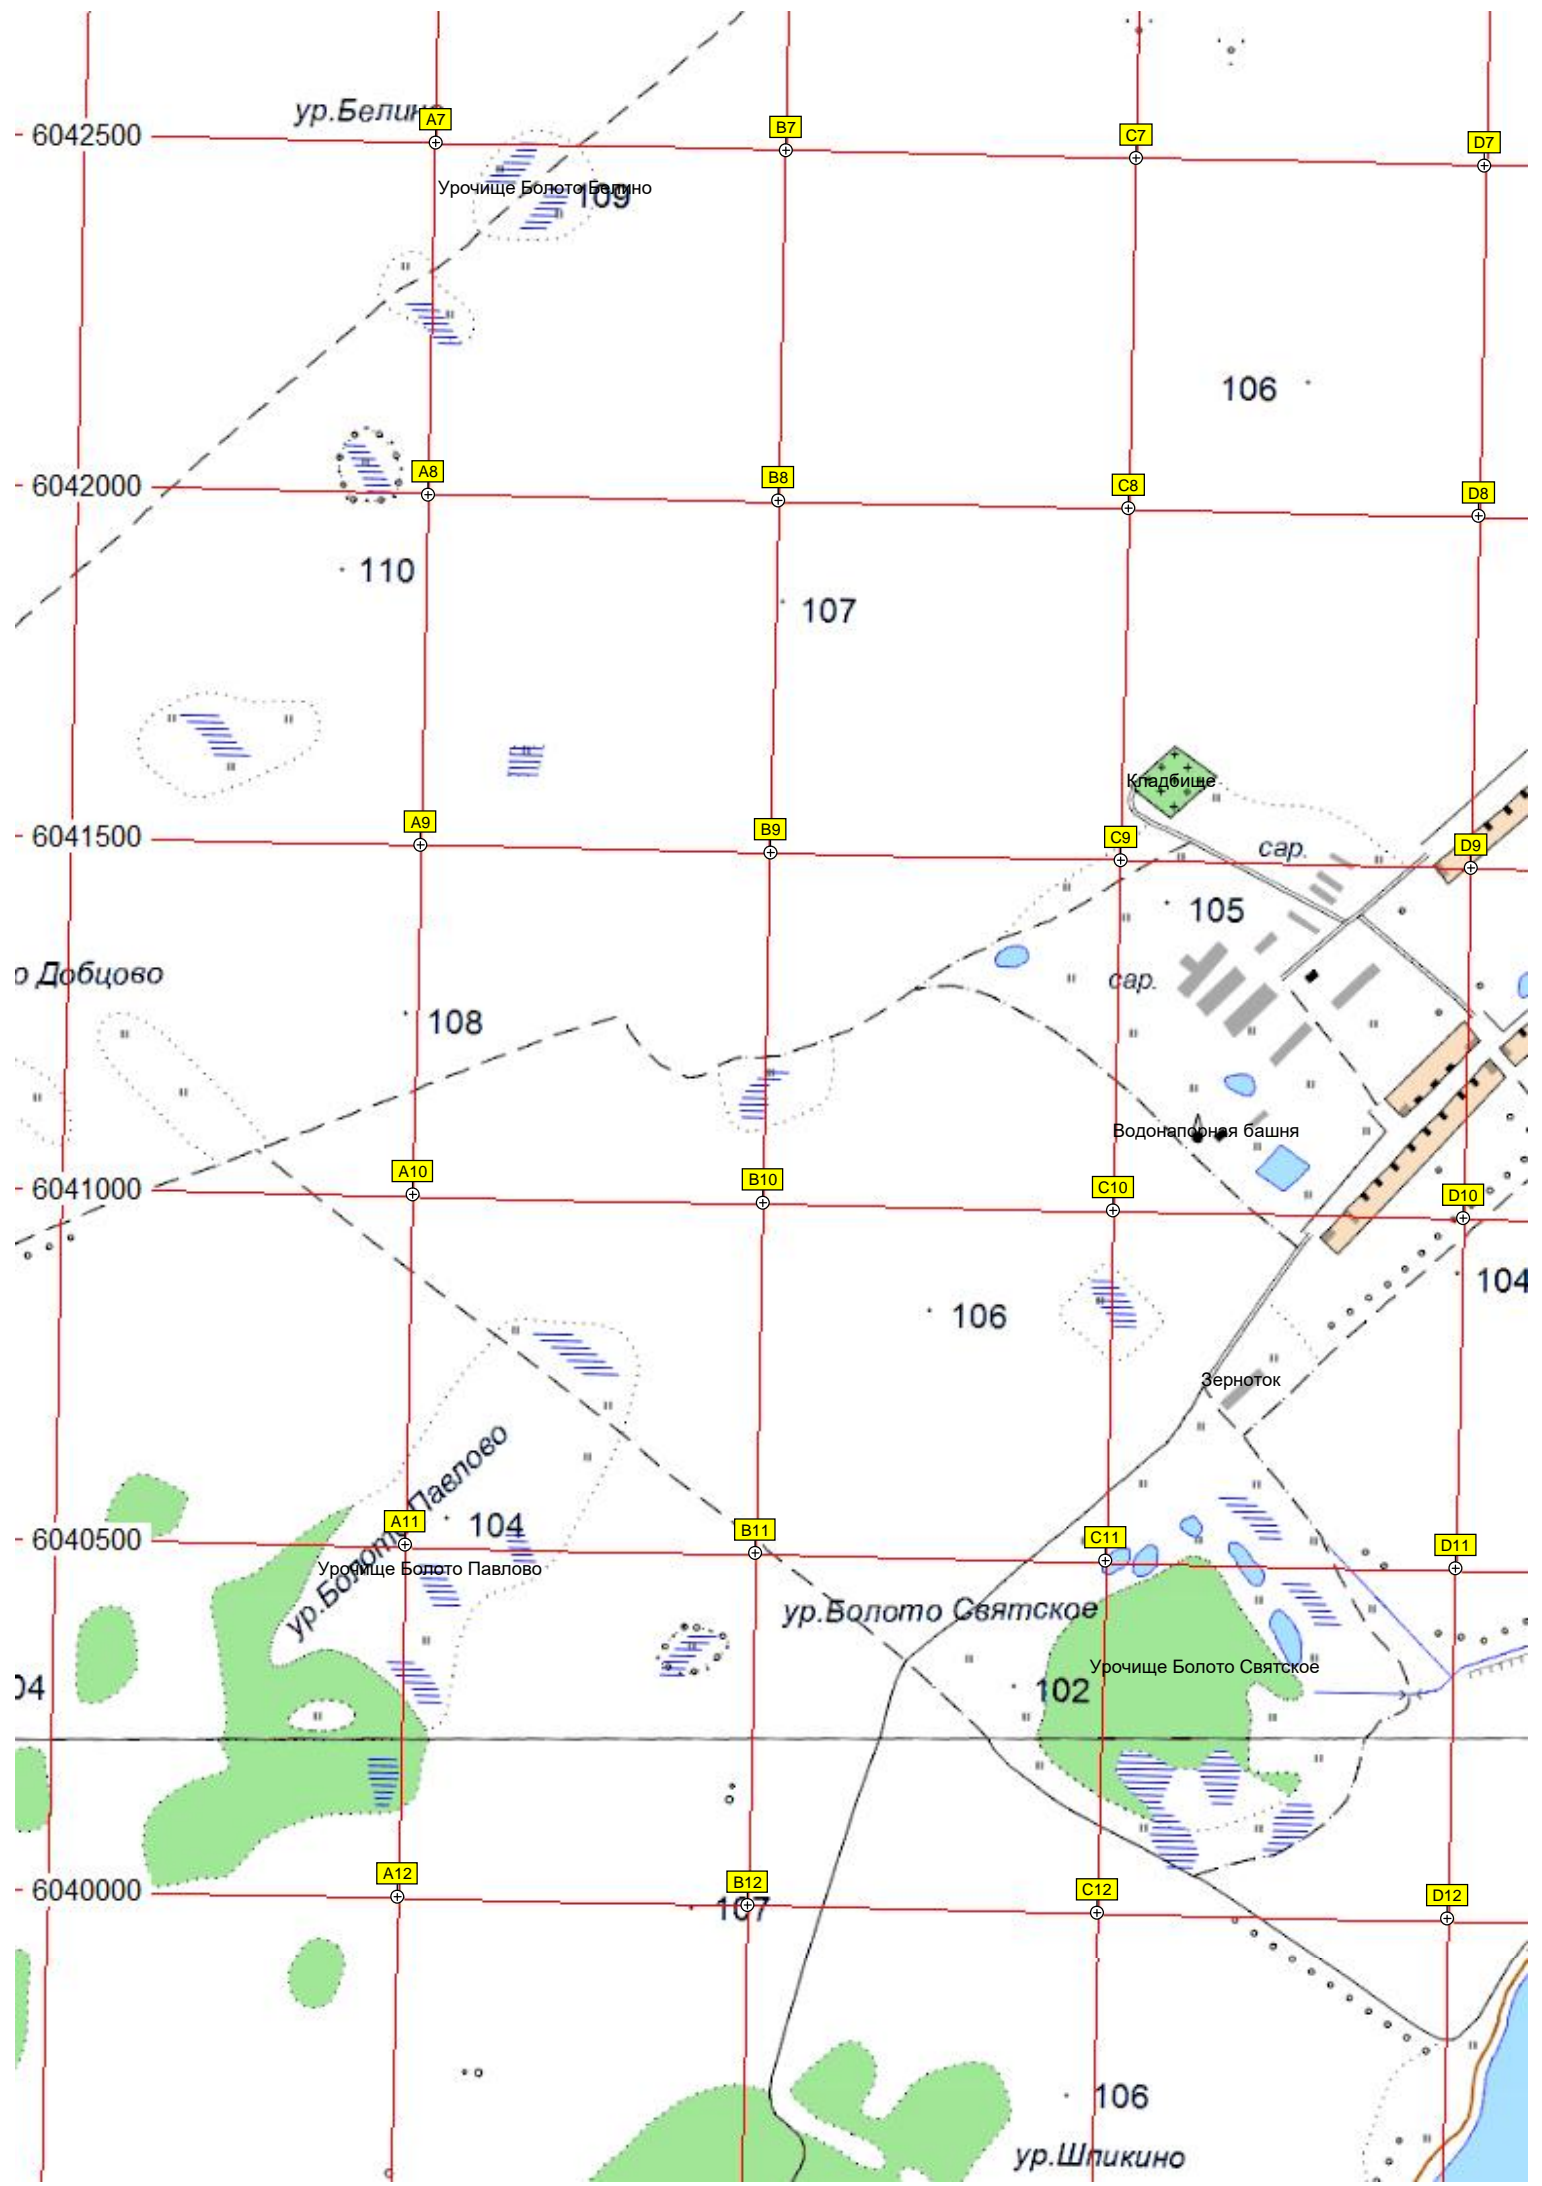 ур.Белино
A7
B7
C7
D7
6042500
Урочище Болото Белино
109
106
A8
B8
C8
D8
6042000
110
107
Кладбище
A9
B9
C9
D9
6041500
сар.
105
о Добцово
сар.
108
Водонапорная башня
A10
B10
C10
D10
6041000
104
106
Зерноток
ур.Болото Павлово
A11
104
B11
C11
D11
6040500
Урочище Болото Павлово
ур.Болото Святское
Урочище Болото Святское
04
102
A12
B12
C12
D12
6040000
107
106
ур.Шпикино